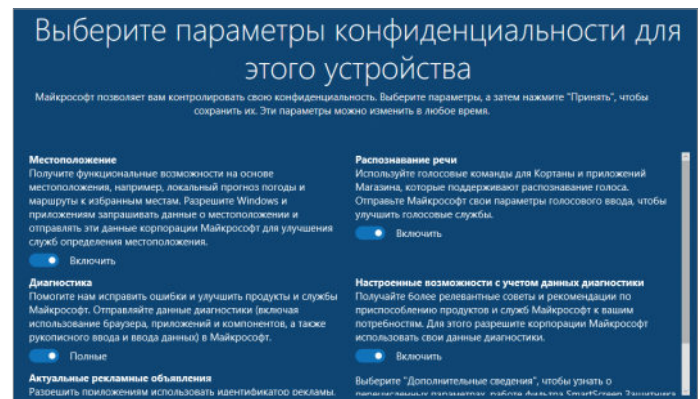 Выберите параметры конфиденциальности для
этого устройства
Майкрософт позволяет вам контролировать свою конфиденциальность. Выберите параметры, а затем нажмите "Принять", чтобы
сохранить их. Эти параметры можно изменить в любое время.
Местоположение
Получите функциональные возможности на основе
местоположения, например, локальный прогноз погоды и
маршруты к избранным местам. Разрешите Windows и
приложениям запрашивать данные о местоположении и
отправлять эти данные корпорации Майкрософт для улучшения
служб определения местоположения.
Включить
Диагностика
Помогите нам исправить ошибки и улучшить продукты и службы
Майкрософт. Отправляйте данные диагностики (включая
использование браузера, приложений и компонентов, а также
рукописного ввода и ввода данных) в Майкрософт.
Полные
Актуальные рекламные объявления
Разрешить приложениям использовать идентификатор рекламы.
Распознавание речи
Используйте голосовые команды для Кортаны и приложений
Магазина, которые поддерживают распознавание голоса.
Отправьте Майкрософт свои параметры голосового ввода, чтобы
улучшить голосовые службы.
Включить
Настроенные возможности с учетом данных диагностики
Получайте более релевантные советы и рекомендации по
приспособлению продуктов и служб Майкрософт к вашим
потребностям. Для этого разрешите корпорации Майкрософт
использовать свои данные диагностики.
Включить
Выберите "Дополнительные сведения", чтобы узнать о
перечисленных параметрах, работе фильтра SmartScreen Защитника